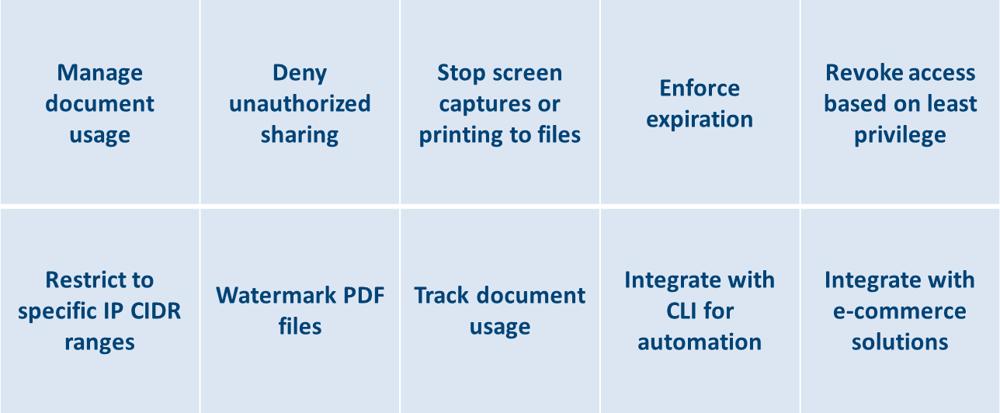 Manage
document
usage
Deny
unauthorized
sharing
Stop screen
captures or
printing to files
Enforce
expiration
Revoke access
based on least
privilege
Restrict to
specific IP CIDR
ranges
Watermark PDF
files
Track document
usage
Integrate with
CLI for
automation
Integrate with
e-commerce
solutions